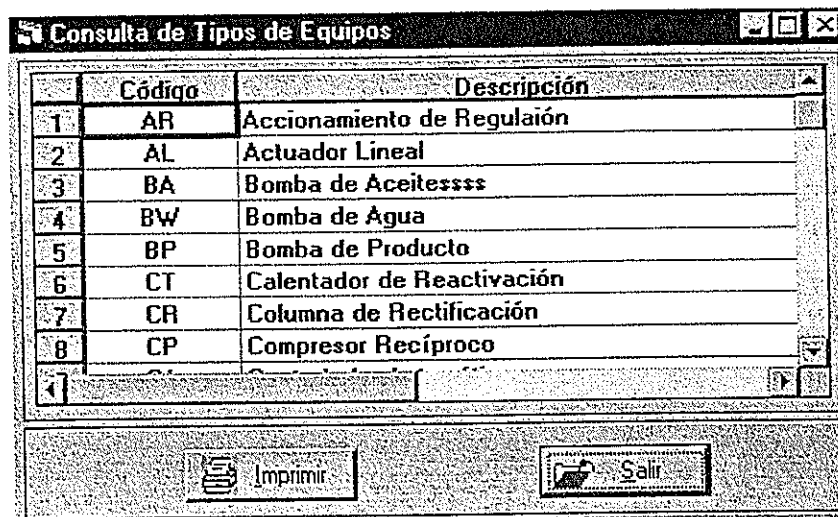 Consulta de Tipos de Equipos
Código Descripción
1 AR Accionamiento de Regulaión
2 AL Actuador Lineal
3 BA Bomba de Aceitessss
4 BW Bomba de Agua
5 BP Bomba de Producto
6 CT Calentador de Reactivación
7 CR Columna de Rectificación
8 CP Compresor Recíproco
Imprimir Salir